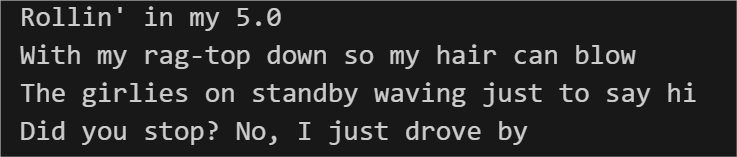 Rollin' in my 5.0
With my rag-top down so my hair can blow
The girlies on standby waving just to say hi
Did you stop? No, I just drove by